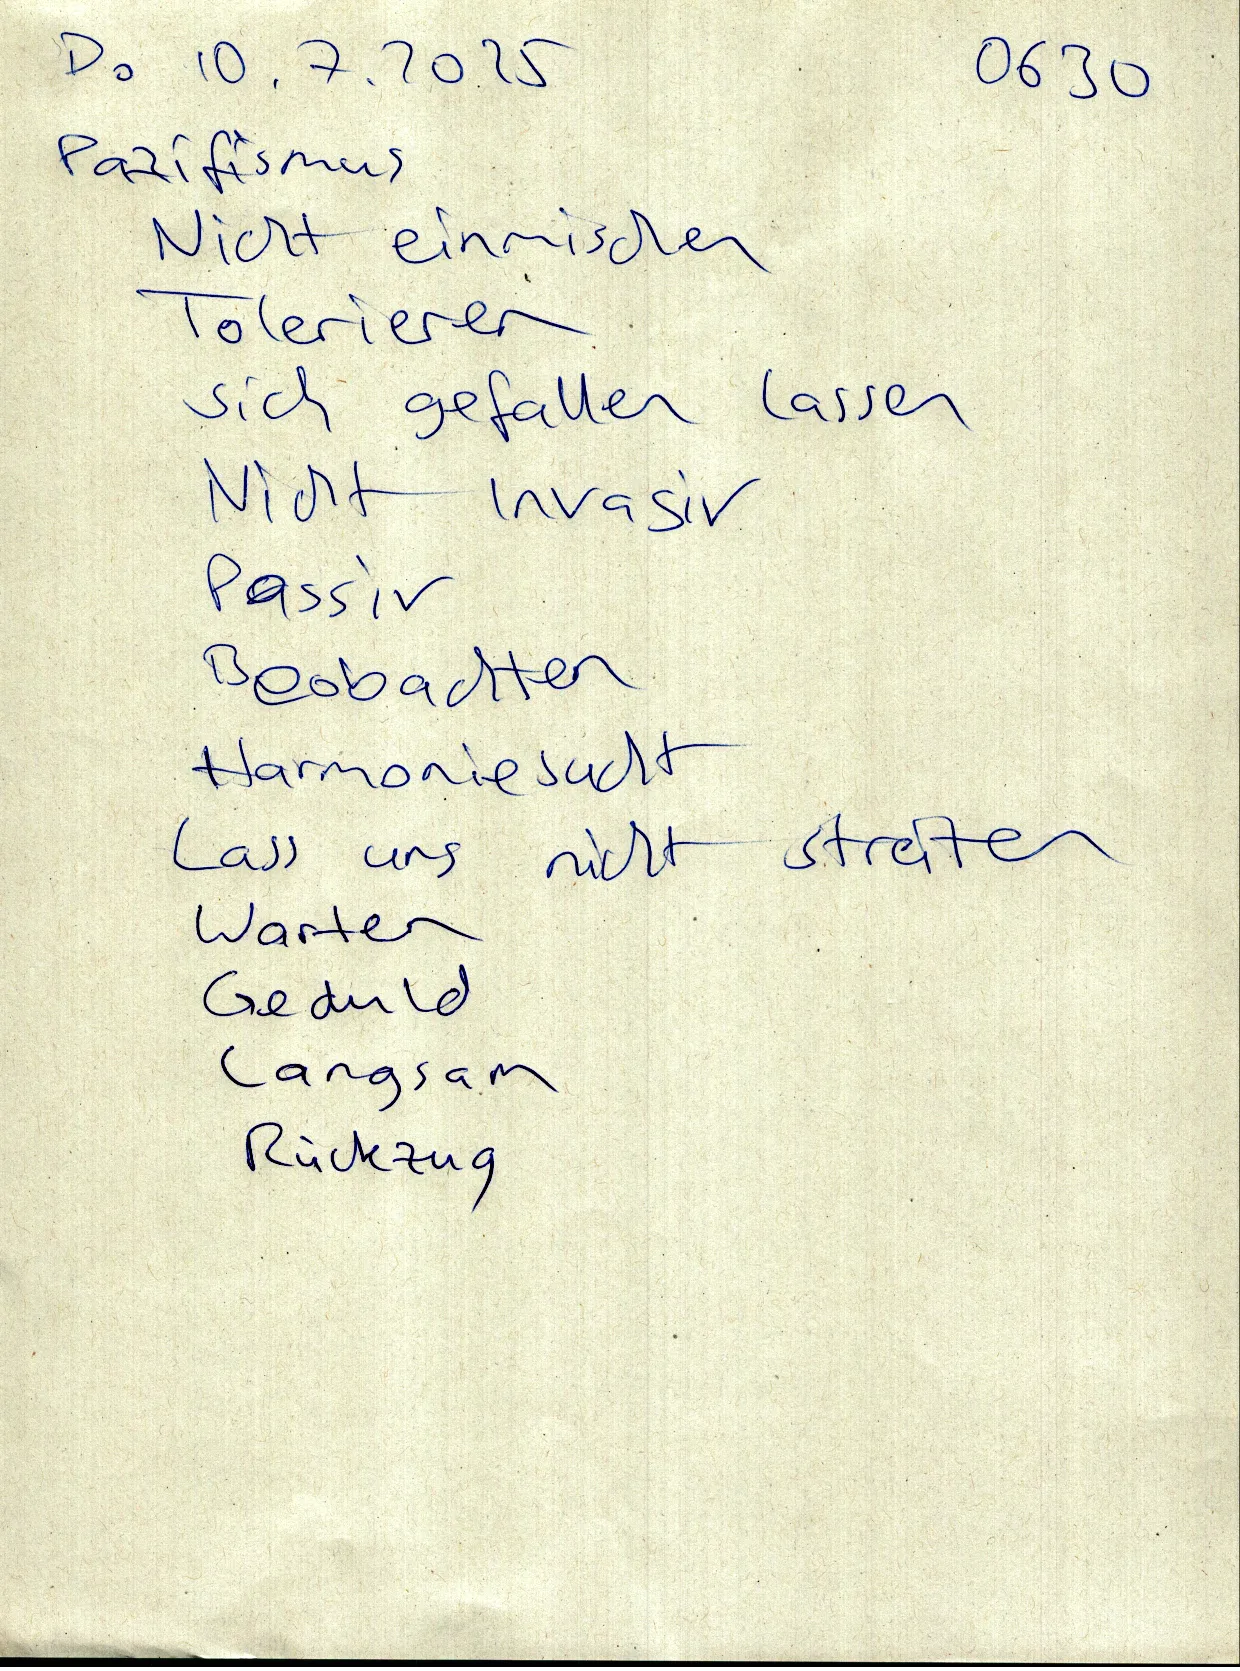 Do 10.7.2025 0630
Pazifismus
Nicht einmischen
Tolerieren
sich gefallen lassen
Nicht invasiv
Passiv
Beobachten
Harmoniesucht
Lass uns nicht streiten
Warten
Geduld
Langsam
Rückzug